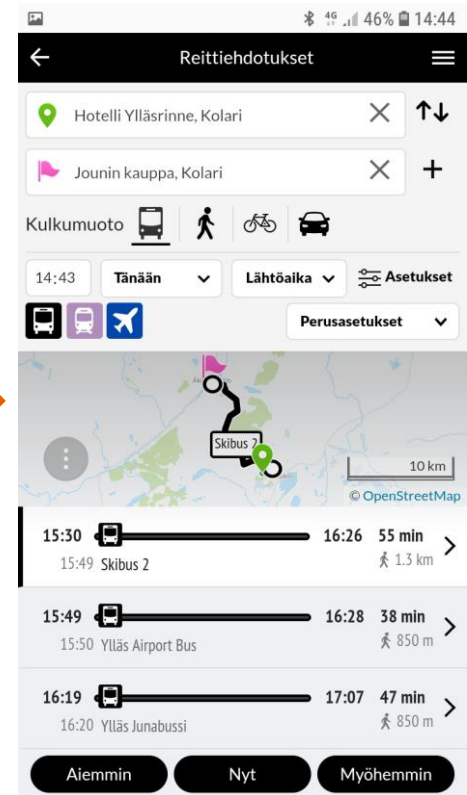 4G 46% 14:44
Reittiehdotukset
Hotelli Ylläsrinne, Kolari
Jounin kauppa, Kolari
Kulkumuoto
14:43 Tänään Lähtöaika Asetukset
Perusasetukset
Skibus 2
10 km
© OpenStreetMap
15:30 16:26 55 min
15:49 Skibus 2 1.3 km
15:49 16:28 38 min
15:50 Ylläs Airport Bus 850 m
16:19 17:07 47 min
16:20 Ylläs Junabussi 850 m
Aiemmin Nyt Myöhemmin